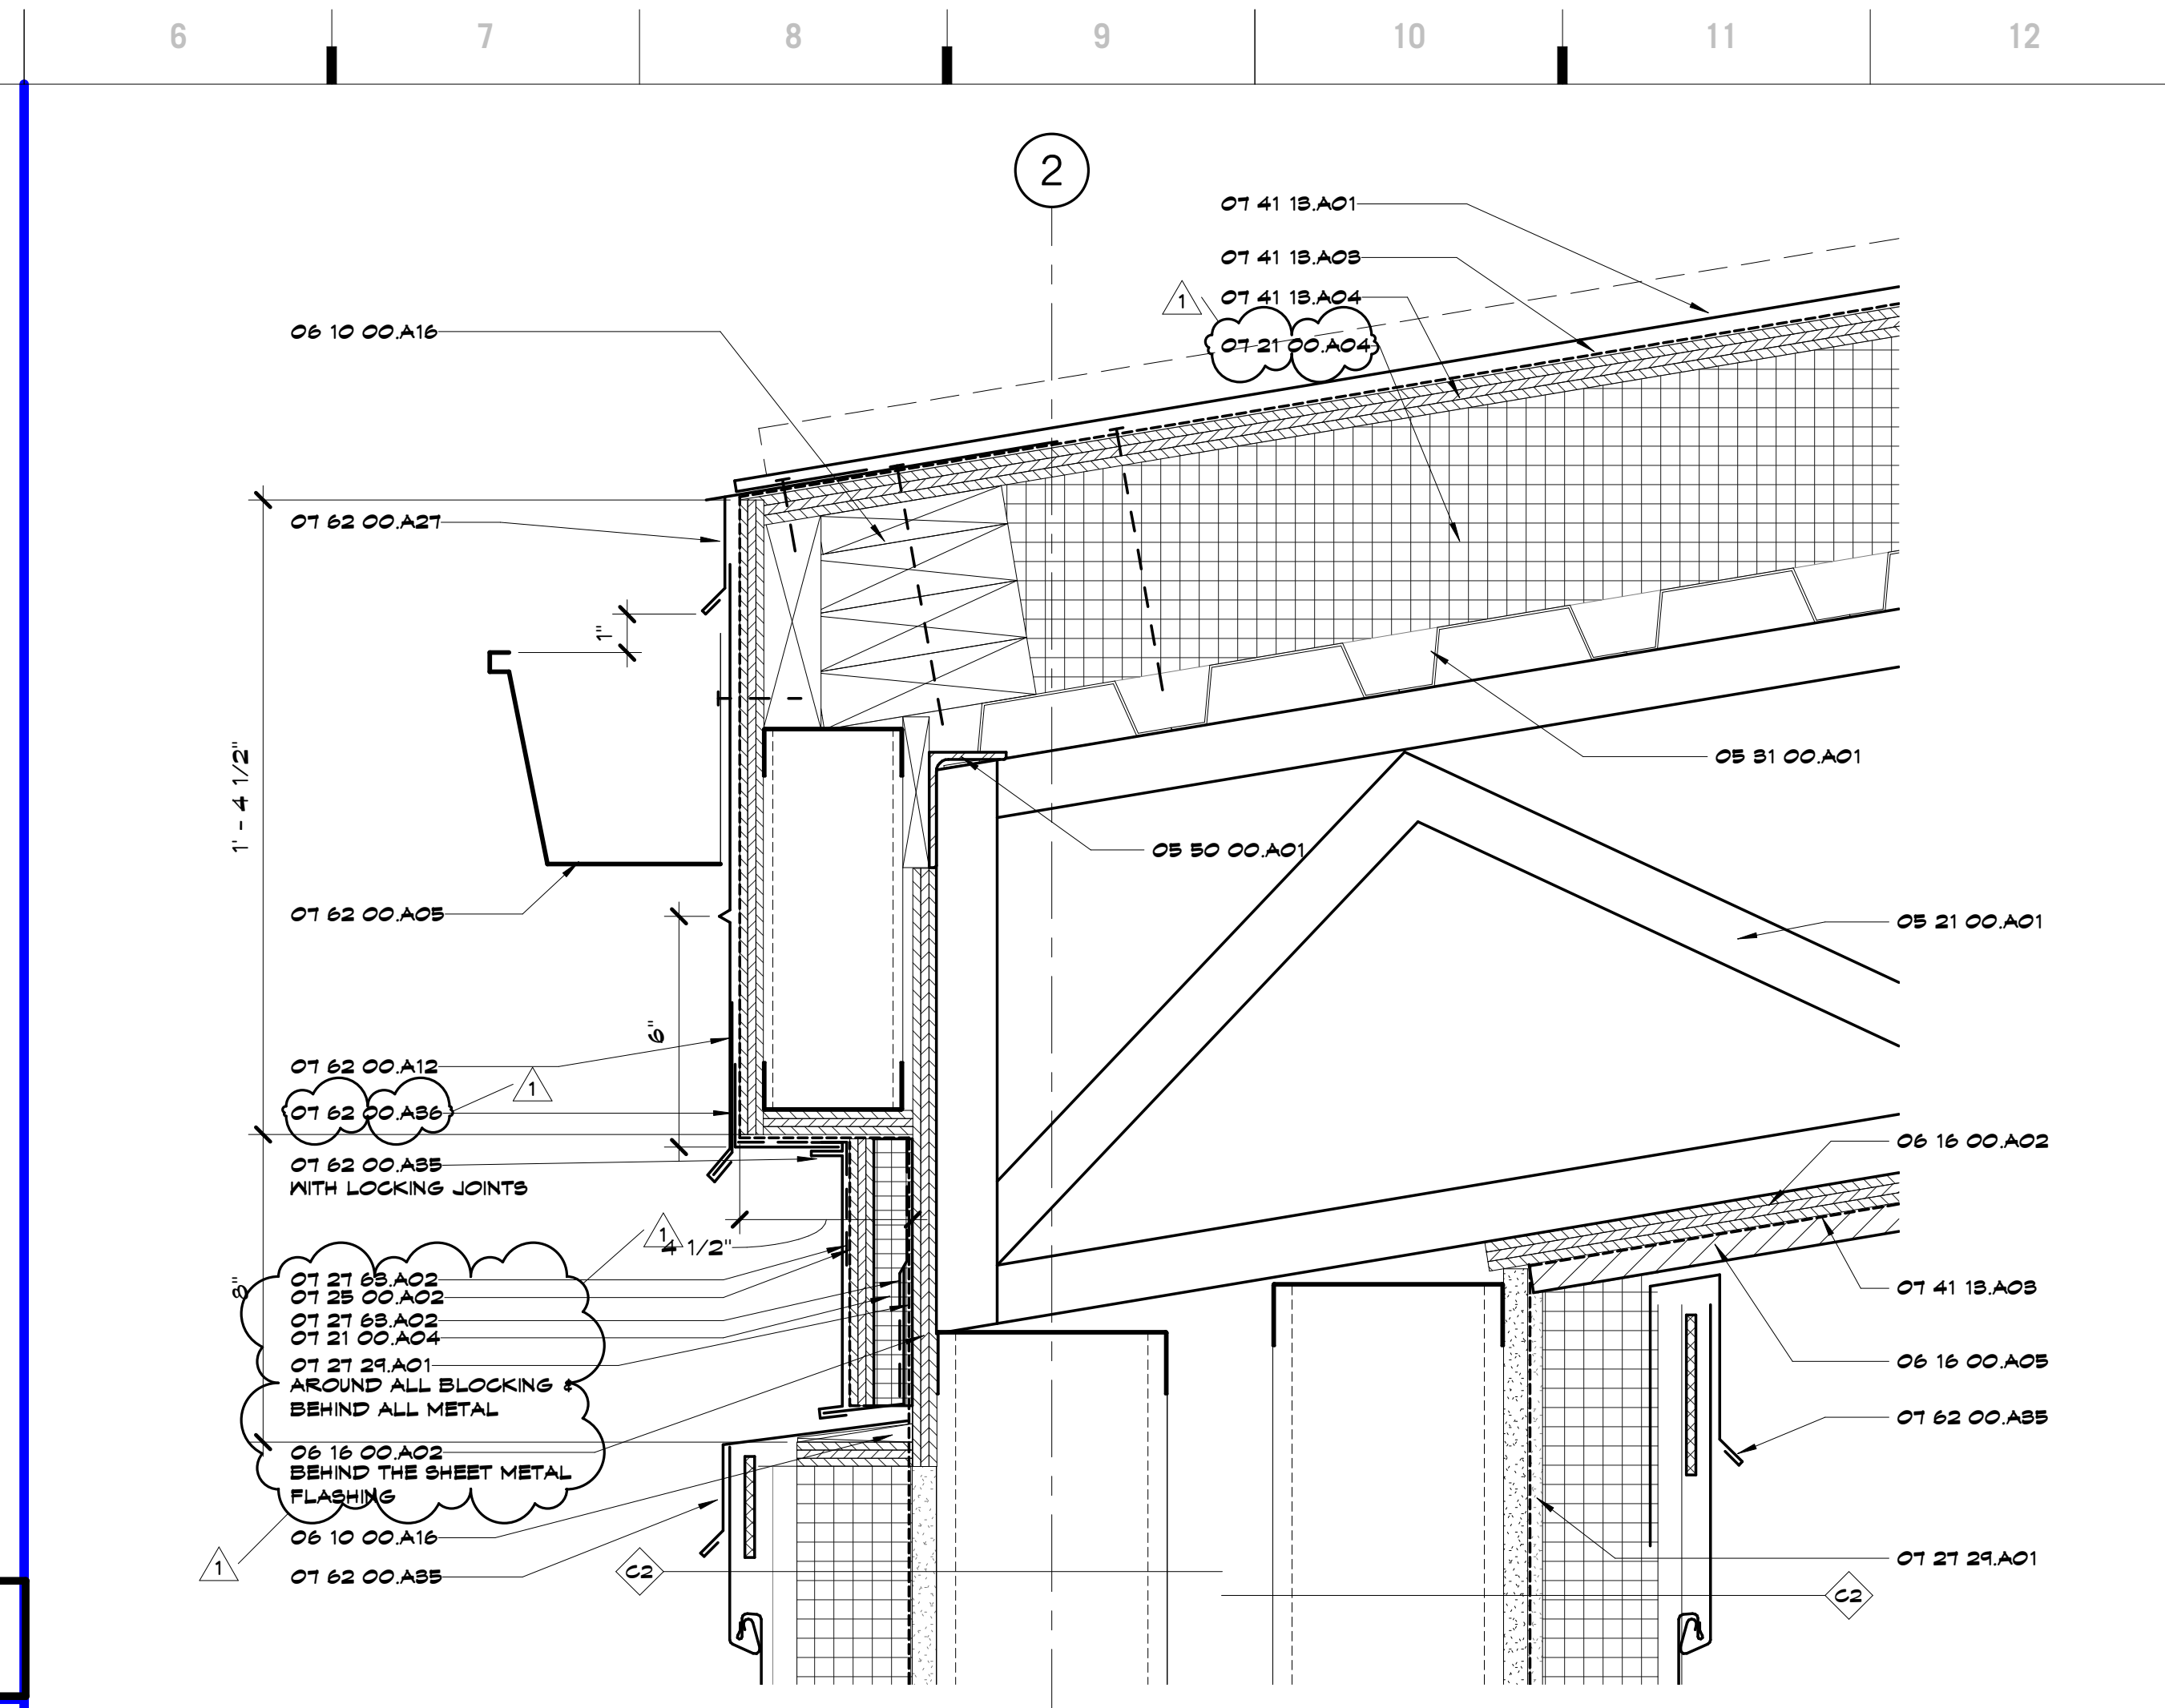 6 7 8 9 10 11 12
2
07 41 13.A01
07 41 13.A03
1 07 41 13.A04
07 21 00.A04
06 10 00.A16
07 62 00.A27
1"
1' - 4 1/2"
05 31 00.A01
05 50 00.A01
07 62 00.A05
05 21 00.A01
6"
07 62 00.A12
1
07 62 00.A36
06 16 00.A02
07 62 00.A35
WITH LOCKING JOINTS
1
4 1/2"
8"
07 27 63.A02
07 25 00.A02
07 27 63.A02
07 21 00.A04
07 27 29.A01
AROUND ALL BLOCKING &
BEHIND ALL METAL
06 16 00.A02
BEHIND THE SHEET METAL
FLASHING
06 10 00.A16
1
07 62 00.A35
C2
07 41 13.A03
06 16 00.A05
07 62 00.A35
07 27 29.A01
C2